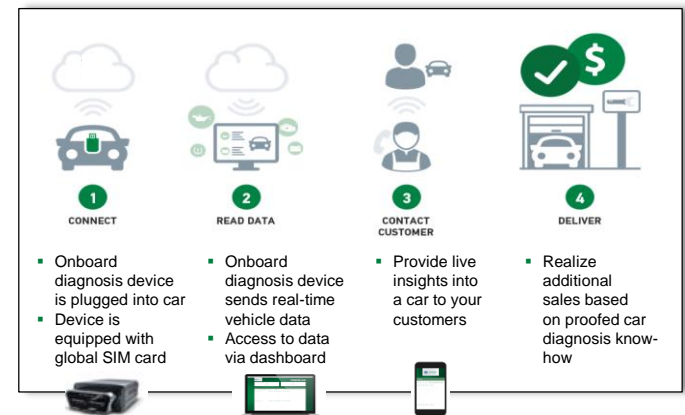 1
CONNECT
2
READ DATA
3
CONTACT
CUSTOMER
4
DELIVER
$
▪ Onboard
diagnosis device
is plugged into car
▪ Device is
equipped with
global SIM card
▪ Onboard
diagnosis device
sends real-time
vehicle data
▪ Access to data
via dashboard
▪ Provide live
insights into
a car to your
customers
▪ Realize
additional
sales based
on proofed car
diagnosis know-
how